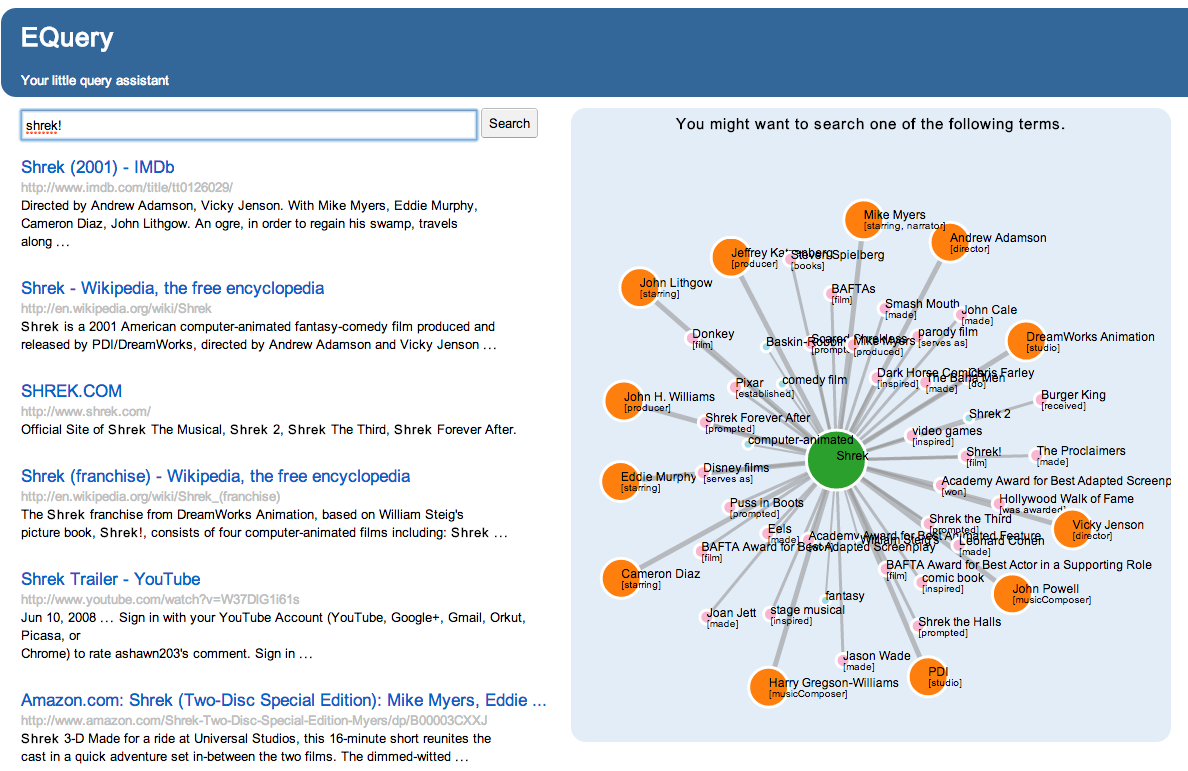 EQuery
Your little query assistant
shrek!
Search
Shrek (2001) - IMDb
http://www.imdb.com/title/tt0126029/
Directed by Andrew Adamson, Vicky Jenson. With Mike Myers, Eddie Murphy,
Cameron Diaz, John Lithgow. An ogre, in order to regain his swamp, travels
along ...
Shrek - Wikipedia, the free encyclopedia
http://en.wikipedia.org/wiki/Shrek
Shrek is a 2001 American computer-animated fantasy-comedy film produced and
released by PDI/DreamWorks, directed by Andrew Adamson and Vicky Jenson ...
SHREK.COM
http://www.shrek.com/
Official Site of Shrek The Musical, Shrek 2, Shrek The Third, Shrek Forever After.
Shrek (franchise) - Wikipedia, the free encyclopedia
http://en.wikipedia.org/wiki/Shrek_(franchise)
The Shrek franchise from DreamWorks Animation, based on William Steig's
picture book, Shrek!, consists of four computer-animated films including: Shrek ...
Shrek Trailer - YouTube
http://www.youtube.com/watch?v=W37DlG1i61s
Jun 10, 2008 ... Sign in with your YouTube Account (YouTube, Google+, Gmail, Orkut,
Picasa, or
Chrome) to rate ashawn203's comment. Sign in ...
Amazon.com: Shrek (Two-Disc Special Edition): Mike Myers, Eddie ...
http://www.amazon.com/Shrek-Two-Disc-Special-Edition-Myers/dp/B00003CXXJ
Shrek 3-D Made for a ride at Universal Studios, this 16-minute short reunites the
cast in a quick adventure set in-between the two films. The dimmed-witted ...
You might want to search one of the following terms.
Mike Myers
[starring, narrator]
Andrew Adamson
[director]
Jeffrey
[producer]
Steven Spielberg
[books]
John Lithgow
[starring]
BAFTAs
[film]
Smash Mouth
[made]
John Cale
[made]
Donkey
[film]
Scared Shrekless
Mike Myers
[produced]
parody film
[serves as]
DreamWorks Animation
[studio]
comedy film
Pixar
[established]
Dark Horse
[inspired]
The Baha Men
[made]
Chris Farley
[do]
John H. Williams
[producer]
Burger King
[received]
Shrek Forever After
[prompted]
Shrek 2
computer-animated
video games
[inspired]
Shrek
Shrek!
[film]
The Proclaimers
[made]
Eddie Murphy
[starring]
Disney films
[serves as]
Academy Award for Best Adapted Screenp
[won]
Puss in Boots
[prompted]
Hollywood Walk of Fame
[was awarded]
Shrek the Third
[prompted]
Vicky Jenson
[director]
Eels
[made]
Academy Award for Best Animated Feature
William Steig's
Leonard Cohen
[made]
BAFTA Award for Best Adapted Screenplay
[film]
BAFTA Award for Best Actor in a Supporting Role
[film]
Cameron Diaz
[starring]
comic book
[inspired]
John Powell
[musicComposer]
fantasy
Joan Jett
[made]
stage musical
[inspired]
Shrek the Halls
[prompted]
Jason Wade
[made]
PDI
[studio]
Harry Gregson-Williams
[musicComposer]